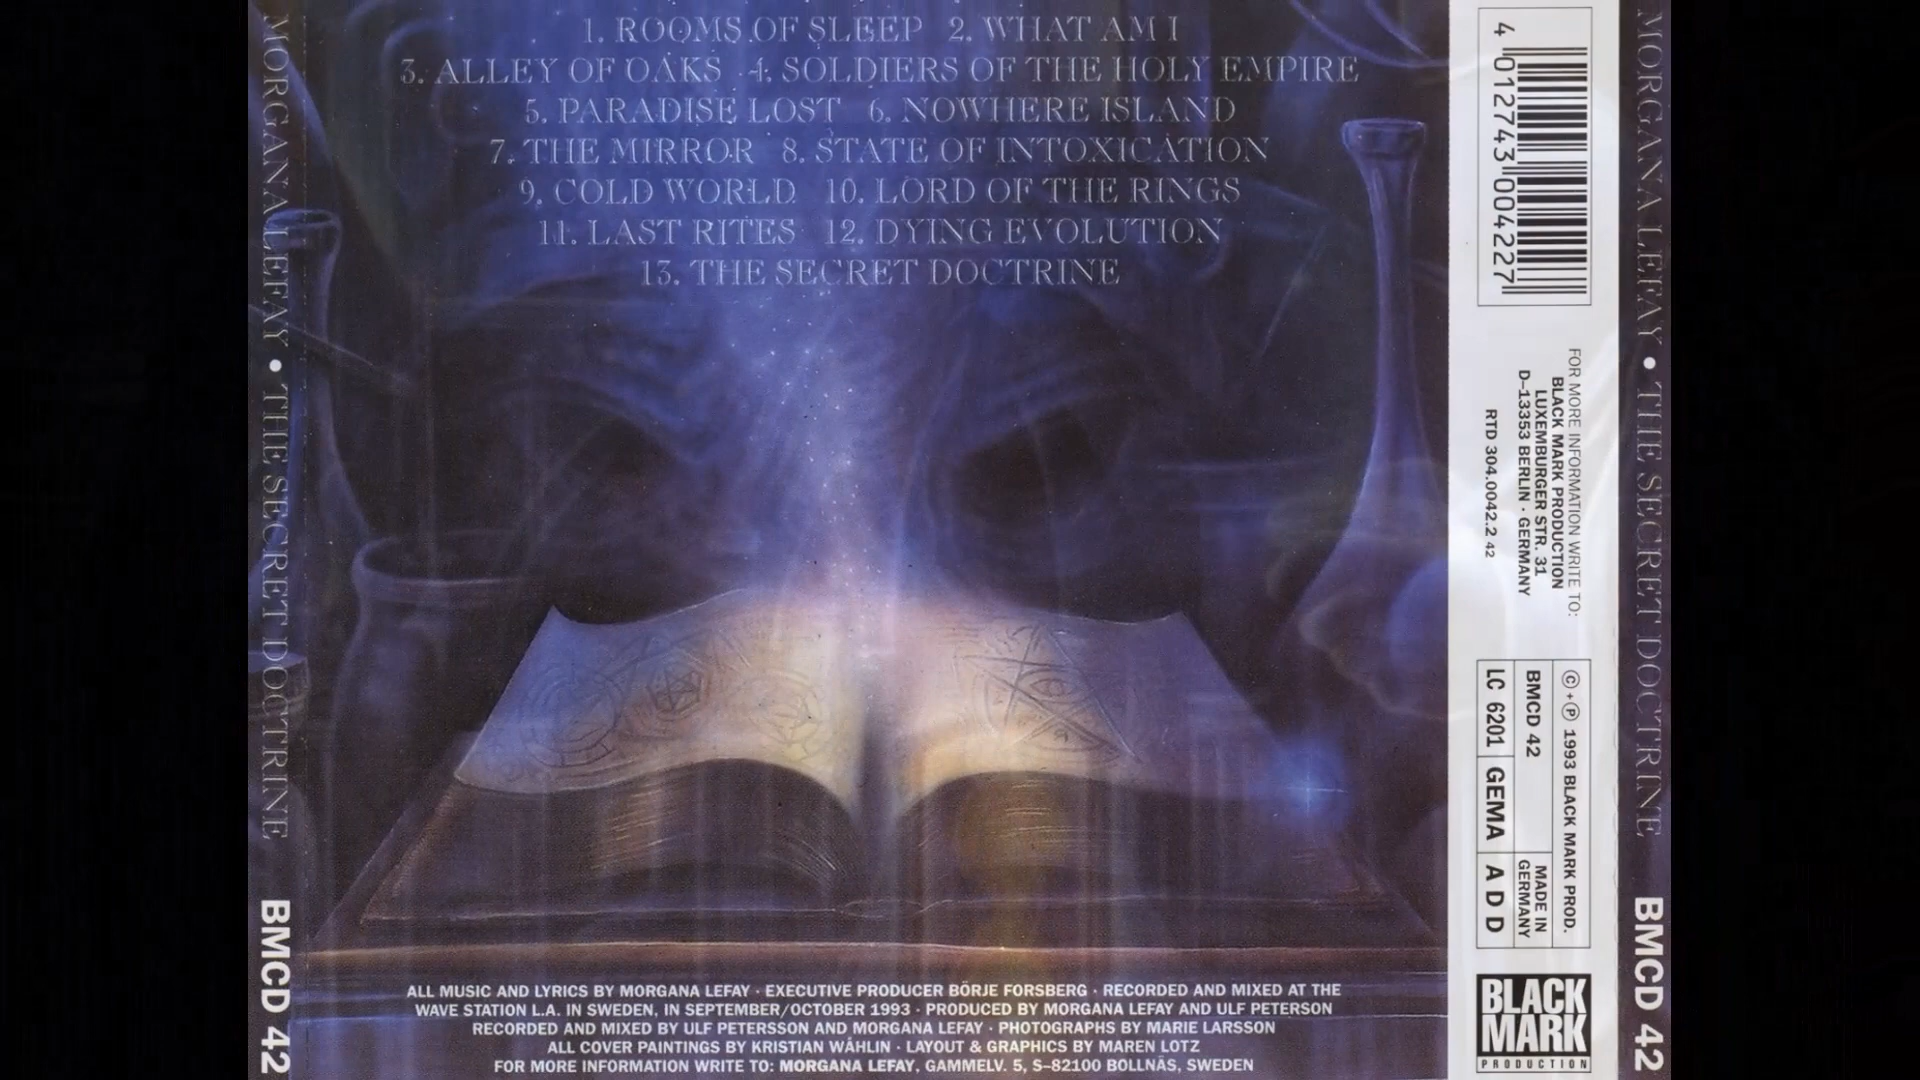 1. ROOMS OF SLEEP 2. WHAT AM I
3. ALLEY OF OAKS 4. SOLDIERS OF THE HOLY EMPIRE
5. PARADISE LOST 6. NOWHERE ISLAND
7. THE MIRROR 8. STATE OF INTOXICATION
9. COLD WORLD 10. LORD OF THE RINGS
11. LAST RITES 12. DYING EVOLUTION
13. THE SECRET DOCTRINE
ALL MUSIC AND LYRICS BY MORGANA LEFAY · EXECUTIVE PRODUCER BÖRJE FORSBERG · RECORDED AND MIXED AT THE
WAVE STATION L.A. IN SWEDEN, IN SEPTEMBER/OCTOBER 1993 · PRODUCED BY MORGANA LEFAY AND ULF PETERSON
RECORDED AND MIXED BY ULF PETERSSON AND MORGANA LEFAY · PHOTOGRAPHS BY MARIE LARSSON
ALL COVER PAINTINGS BY KRISTIAN WÅHLIN · LAYOUT & GRAPHICS BY MAREN LOTZ
FOR MORE INFORMATION WRITE TO: MORGANA LEFAY, GAMMELV. 5, S–82100 BOLLNÄS, SWEDEN
MORGANA LEFAY • THE SECRET DOCTRINE BMCD 42
4 012743 004227
FOR MORE INFORMATION WRITE TO:
BLACK MARK PRODUCTION
LUXEMBURGER STR. 31
D–13353 BERLIN · GERMANY
RTD 304.0042.2 42
© + ℗ 1993 BLACK MARK PROD.
BMCD 42
MADE IN
GERMANY
LC 6201 GEMA A D D
BLACK
MARK
PRODUCTION
MORGANA LEFAY • THE SECRET DOCTRINE BMCD 42